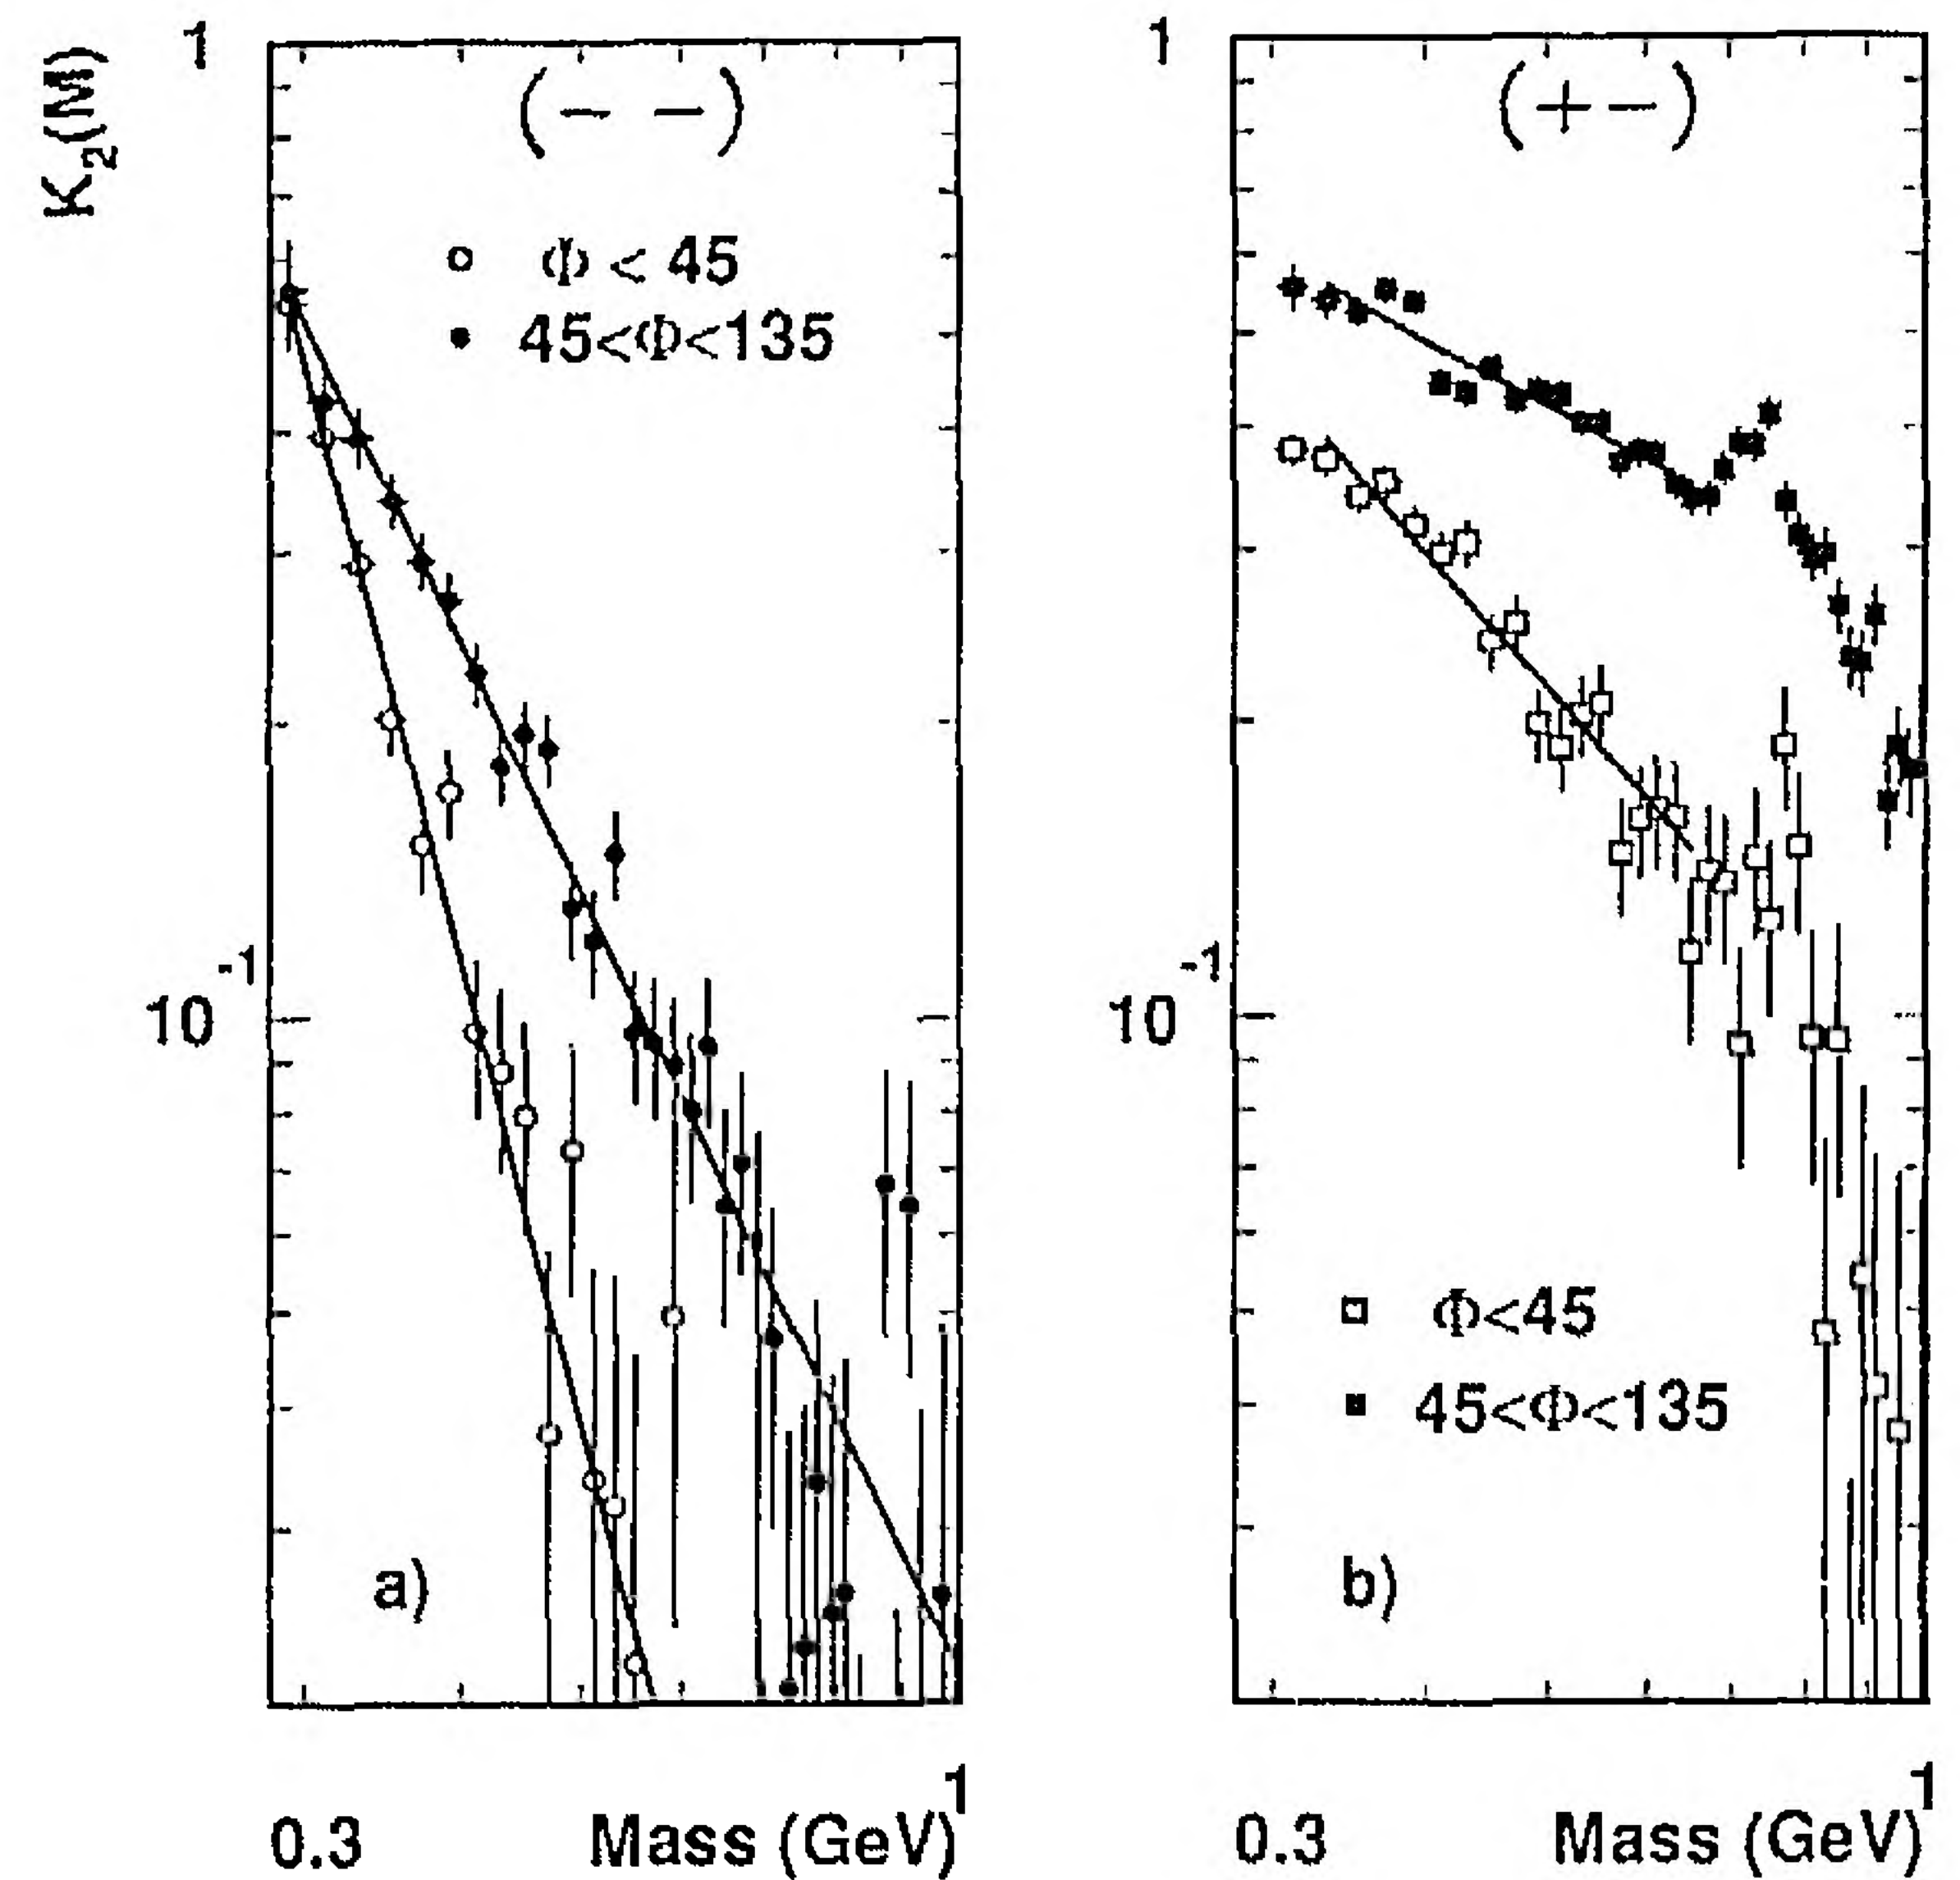 K₂(M)
1
(− −)
Φ < 45
45<Φ<135
10⁻¹
a)
0.3
Mass (GeV)
1
1
(+−)
10⁻¹
Φ<45
45<Φ<135
b)
0.3
Mass (GeV)
1